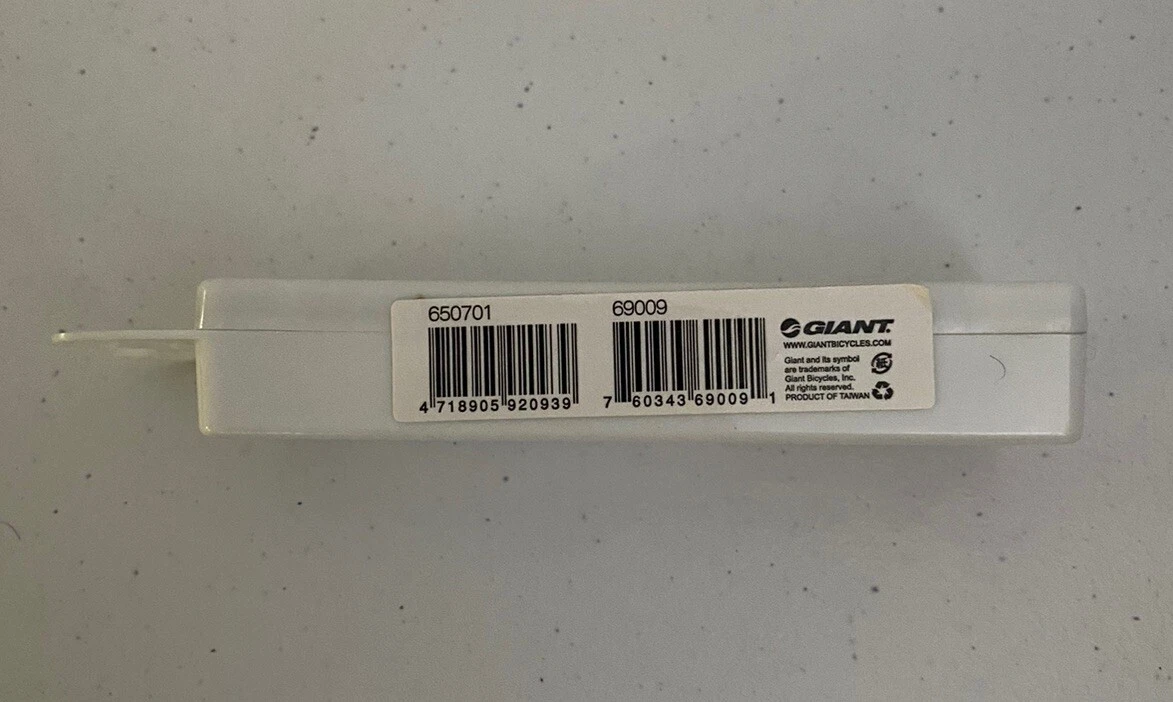 650701
4 718905 920939
69009
7 60343 69009 1
GIANT.
WWW.GIANTBICYCLES.COM
Giant and its symbol
are trademarks of
Giant Bicycles, Inc.
All rights reserved.
PRODUCT OF TAIWAN